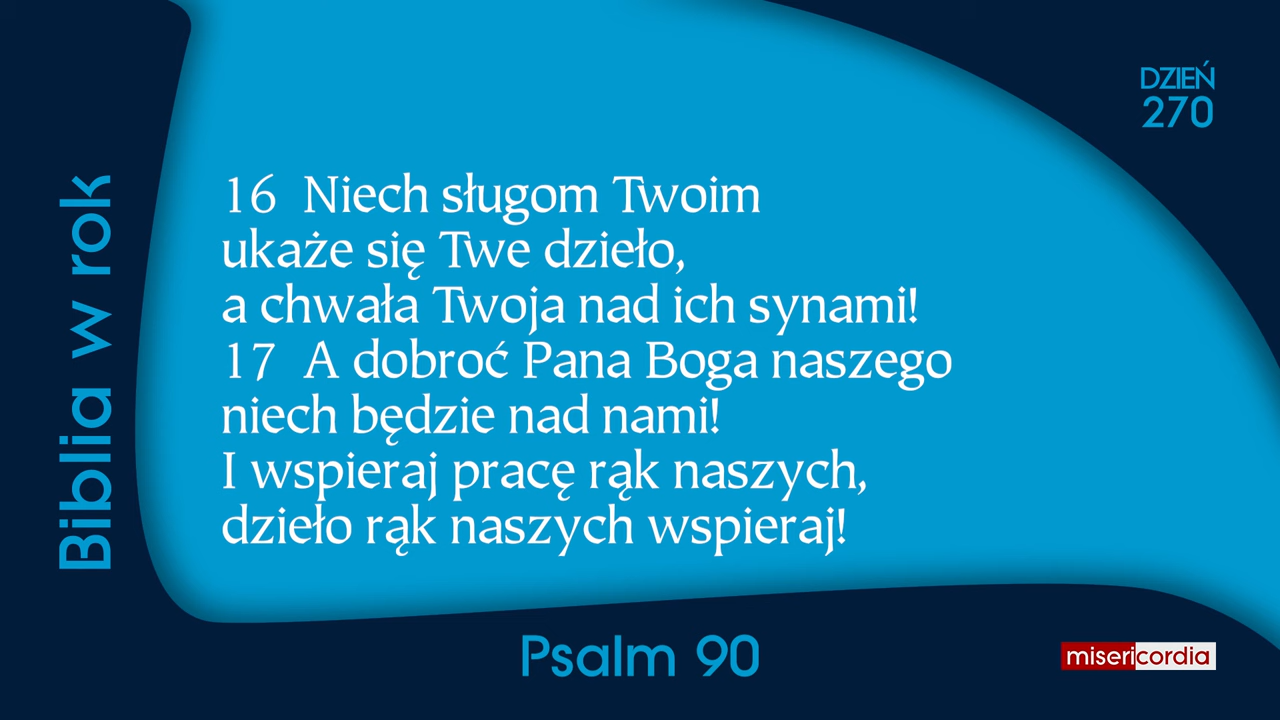 DZIEŃ
270
Biblia w rok
16 Niech sługom Twoim
ukaże się Twe dzieło,
a chwała Twoja nad ich synami!
17 A dobroć Pana Boga naszego
niech będzie nad nami!
I wspieraj pracę rąk naszych,
dzieło rąk naszych wspieraj!
Psalm 90
misericordia